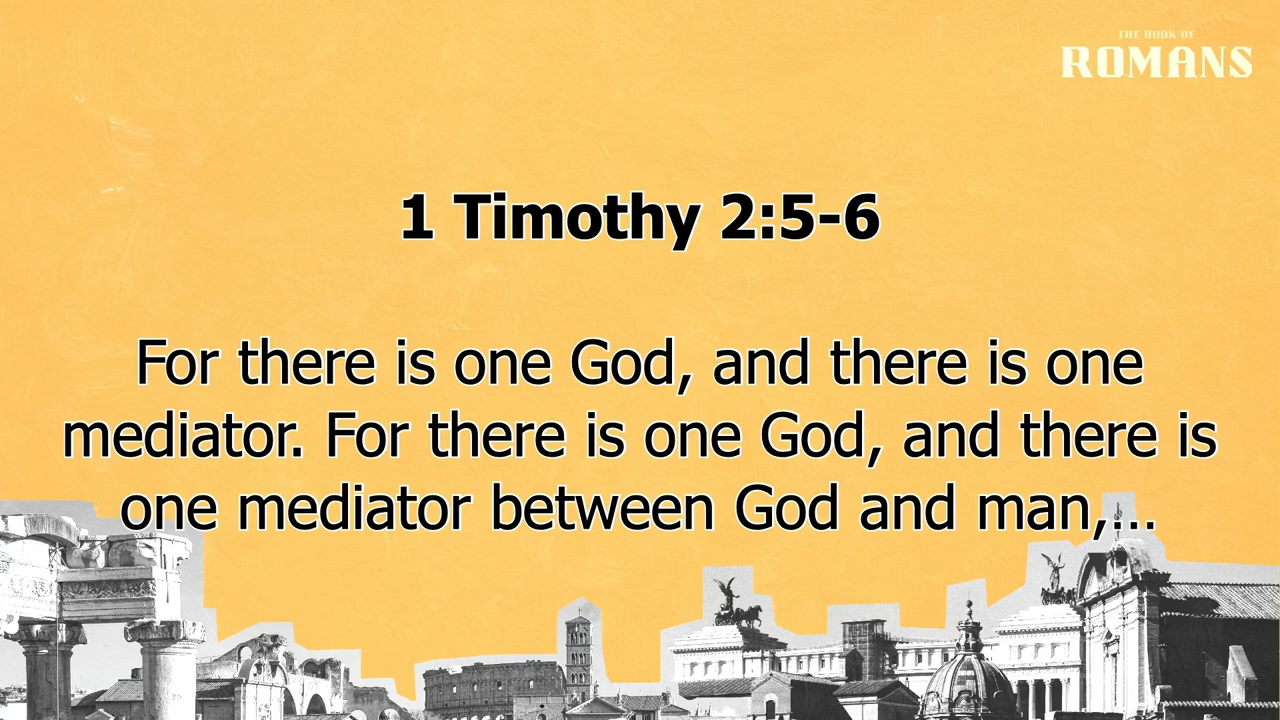 THE BOOK OF
ROMANS
1 Timothy 2:5-6
For there is one God, and there is one
mediator. For there is one God, and there is
one mediator between God and man,...